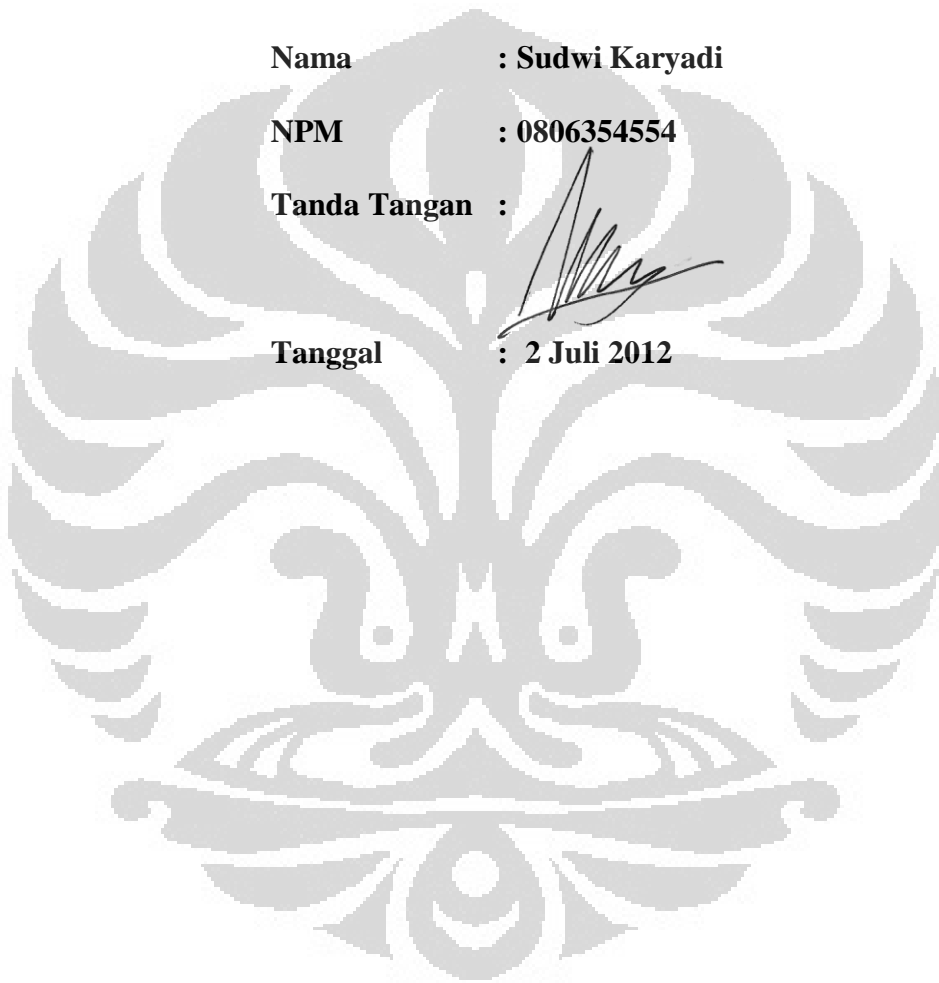 Nama : Sudwi Karyadi
NPM : 0806354554
Tanda Tangan :
Tanggal : 2 Juli 2012